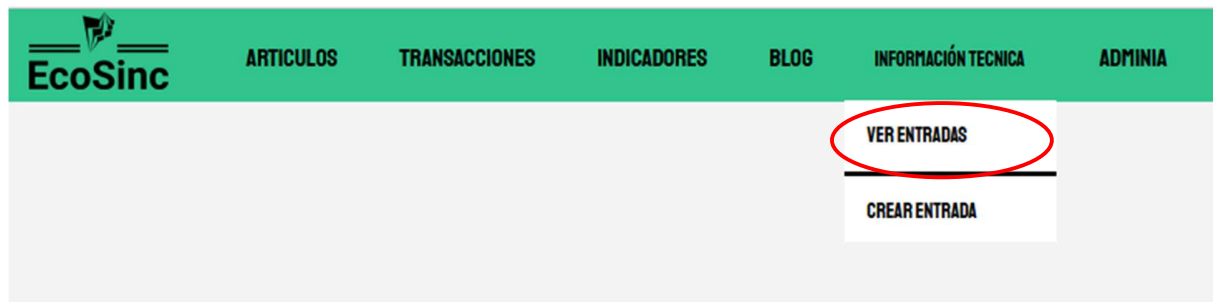 EcoSinc
ARTICULOS TRANSACCIONES INDICADORES BLOG INFORMACIÓN TECNICA ADMINIA
VER ENTRADAS
CREAR ENTRADA